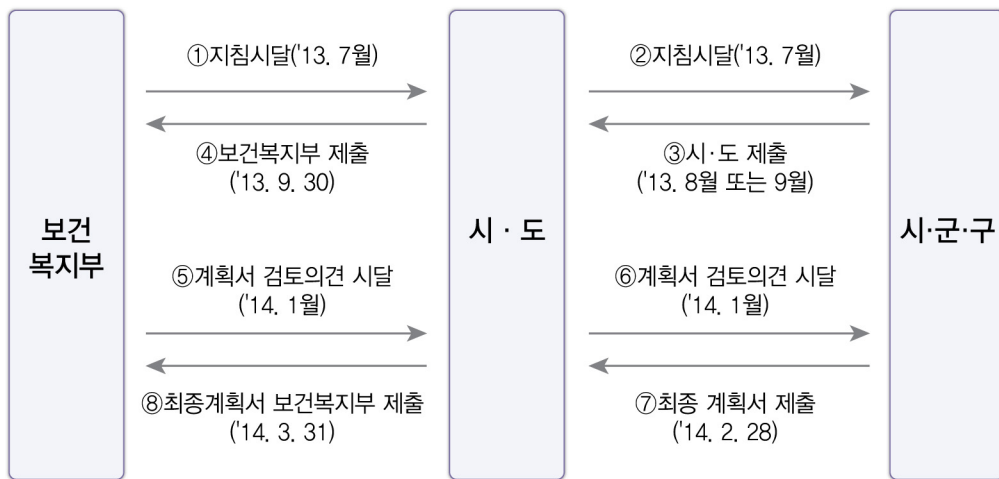 ①지침시달('13. 7월)
②지침시달('13. 7월)
④보건복지부 제출
('13. 9. 30)
③시·도 제출
('13. 8월 또는 9월)
보건
복지부
시 · 도
시·군·구
⑤계획서 검토의견 시달
('14. 1월)
⑥계획서 검토의견 시달
('14. 1월)
⑧최종계획서 보건복지부 제출
('14. 3. 31)
⑦최종 계획서 제출
('14. 2. 28)